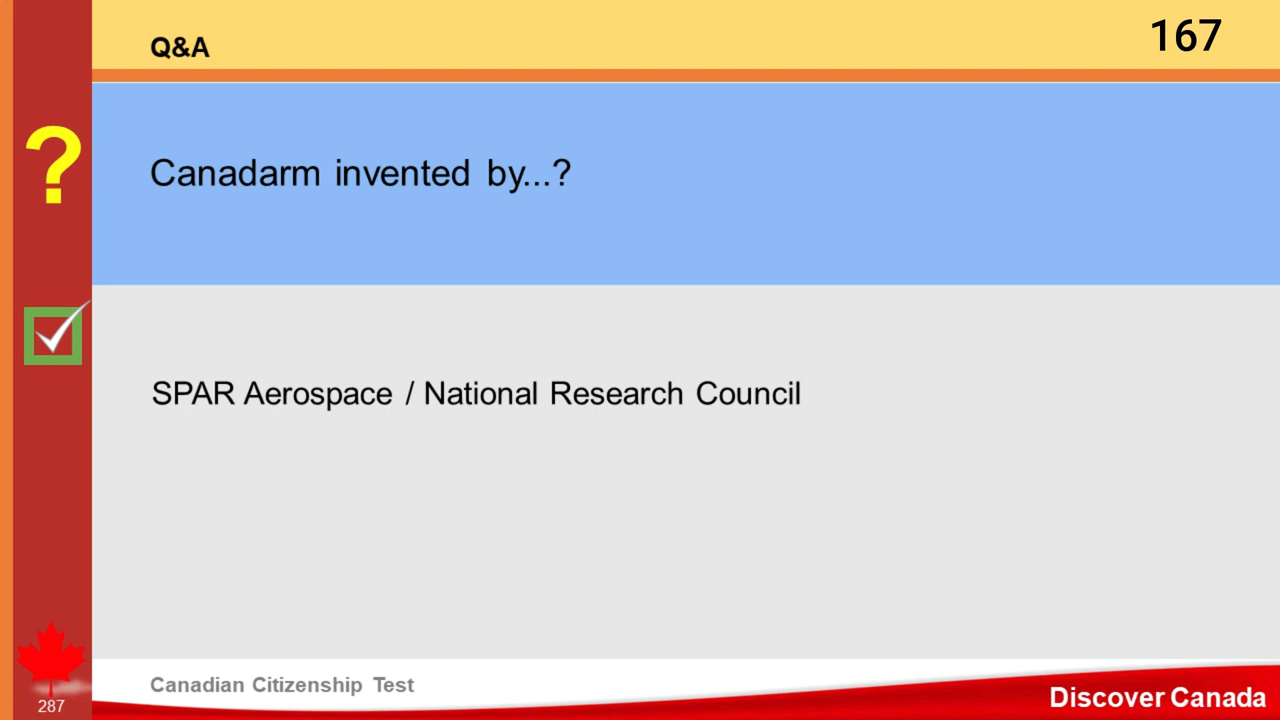 Q&A
167
?
Canadarm invented by...?
SPAR Aerospace / National Research Council
Canadian Citizenship Test
287
Discover Canada